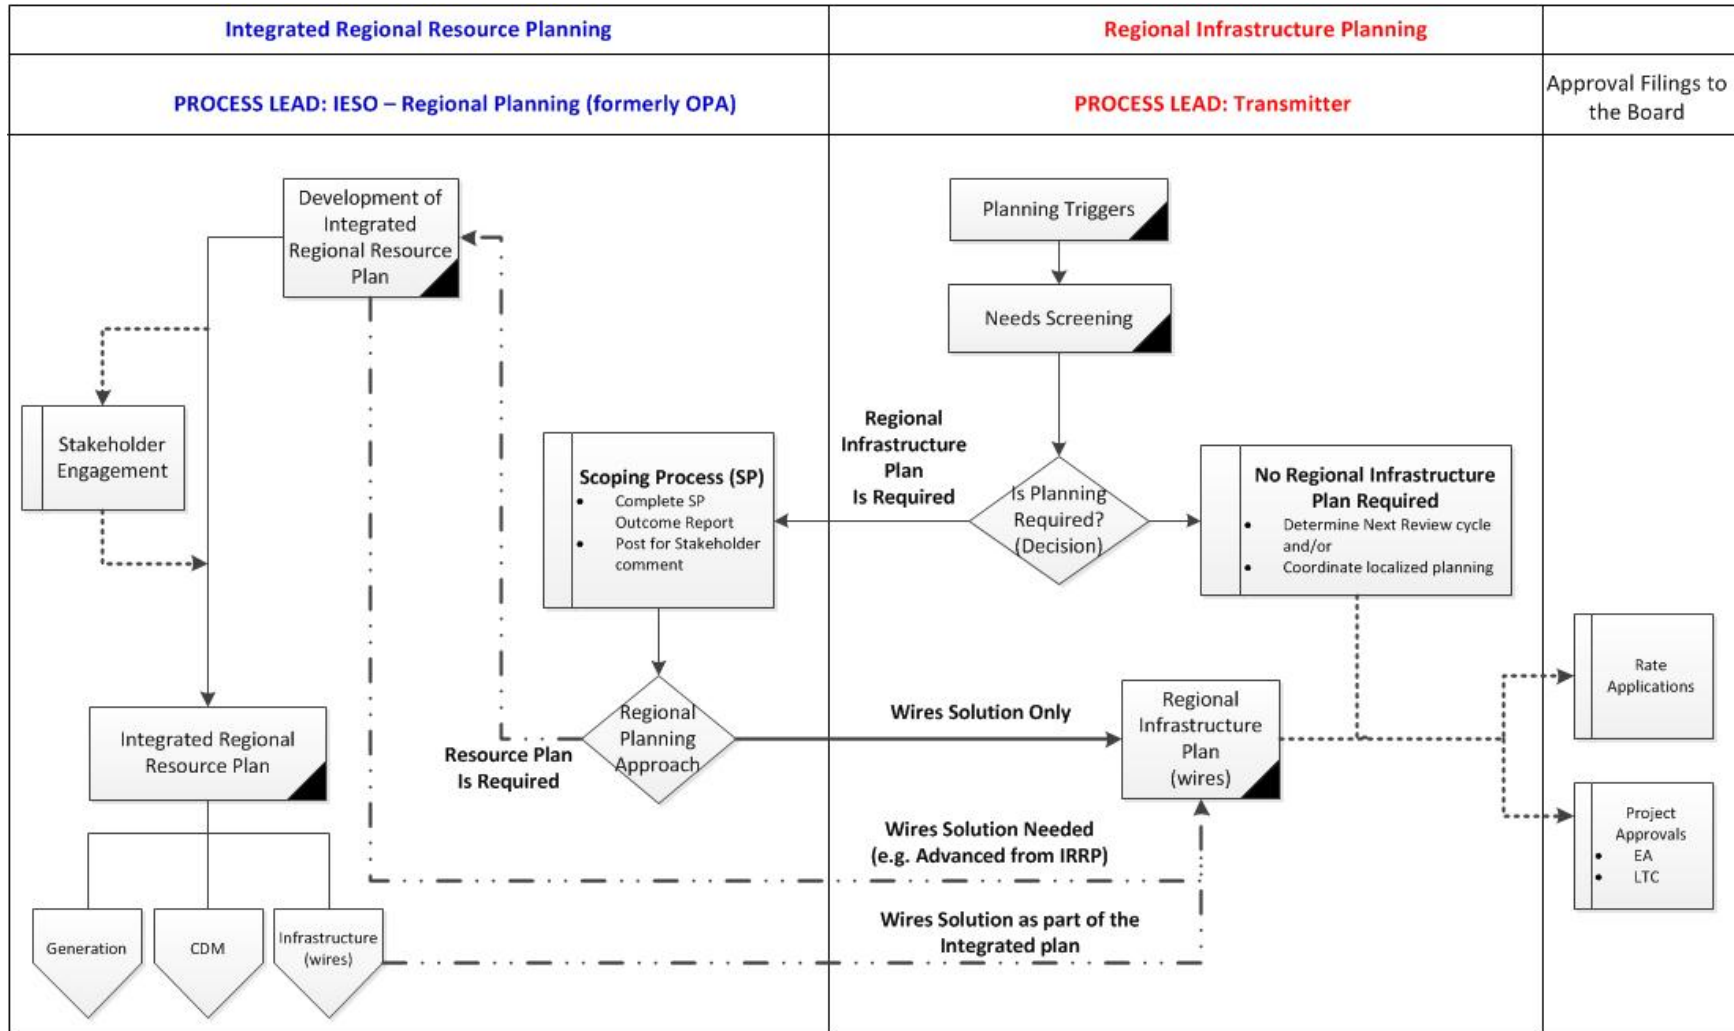 Integrated Regional Resource Planning
Regional Infrastructure Planning
PROCESS LEAD: IESO – Regional Planning (formerly OPA)
PROCESS LEAD: Transmitter
Approval Filings to
the Board
Development of
Integrated
Regional Resource
Plan
Planning Triggers
Needs Screening
Stakeholder
Engagement
Scoping Process (SP)
• Complete SP
Outcome Report
• Post for Stakeholder
comment
Regional
Infrastructure
Plan
Is Required
Is Planning
Required?
(Decision)
No Regional Infrastructure
Plan Required
• Determine Next Review cycle
and/or
• Coordinate localized planning
Rate
Applications
Integrated Regional
Resource Plan
Resource Plan
Is Required
Regional
Planning
Approach
Wires Solution Only
Regional
Infrastructure
Plan
(wires)
Wires Solution Needed
(e.g. Advanced from IRRP)
Project
Approvals
• EA
• LTC
Generation
CDM
Infrastructure
(wires)
Wires Solution as part of the
Integrated plan